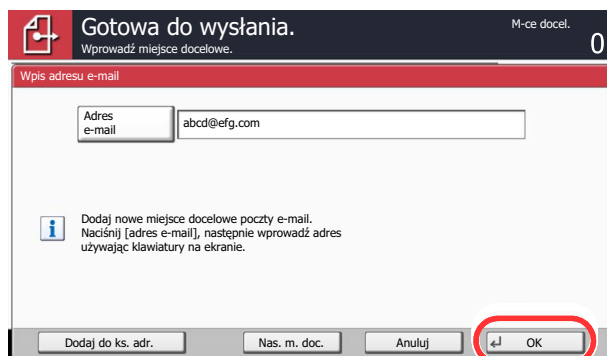 Gotowa do wysłania.
M-ce docel.
Wprowadź miejsce docelowe.
0
Wpis adresu e-mail
Adres
e-mail
abcd@efg.com
Dodaj nowe miejsce docelowe poczty e-mail.
Naciśnij [adres e-mail], następnie wprowadź adres
używając klawiatury na ekranie.
Dodaj do ks. adr.
Nas. m. doc.
Anuluj
OK